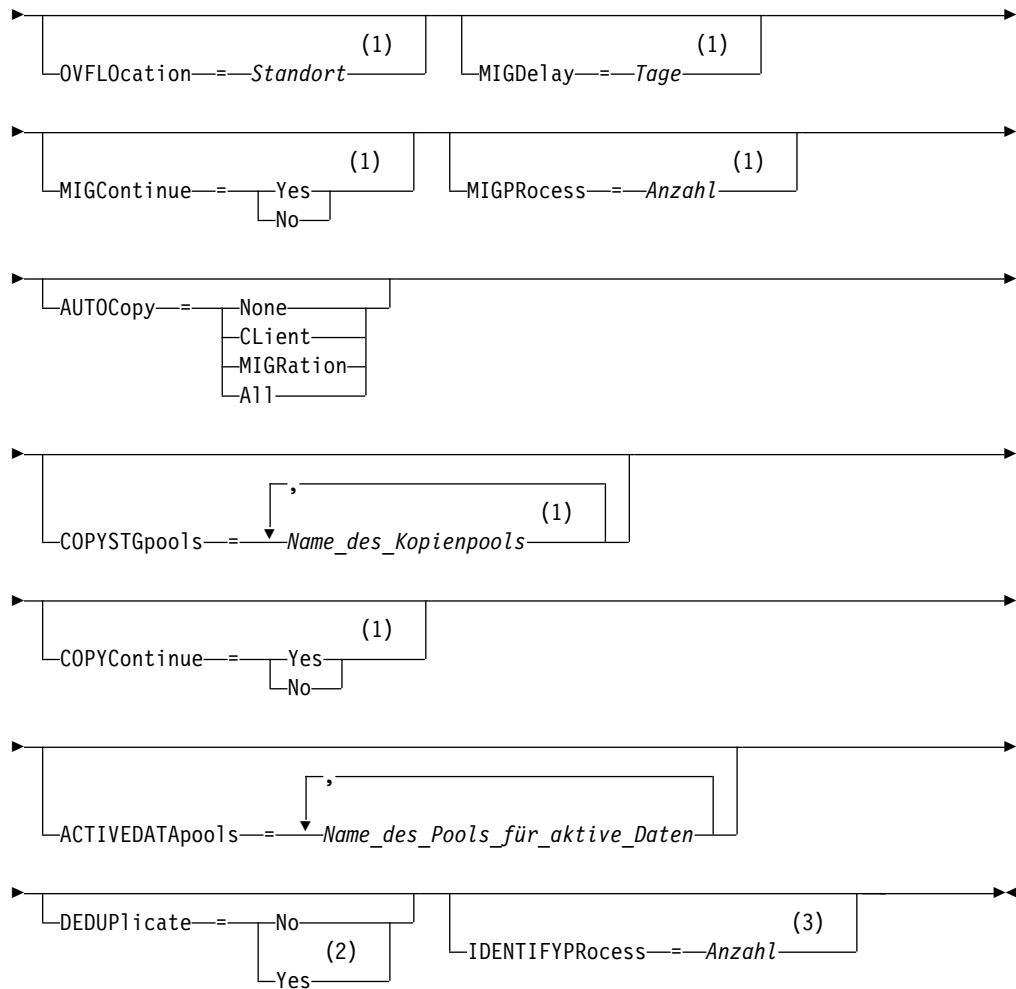 (1) (1)
OVFLOcation = Standort MIGDelay = Tage
(1) (1)
MIGContinue = Yes MIGPRocess = Anzahl
No
AUTOCopy = None
CLient
MIGRation
All
,
(1)
COPYSTGpools = Name_des_Kopienpools
(1)
COPYContinue = Yes
No
,
ACTIVEDATApools = Name_des_Pools_für_aktive_Daten
DEDUPlicate = No (3)
(2) IDENTIFYPRocess = Anzahl
Yes